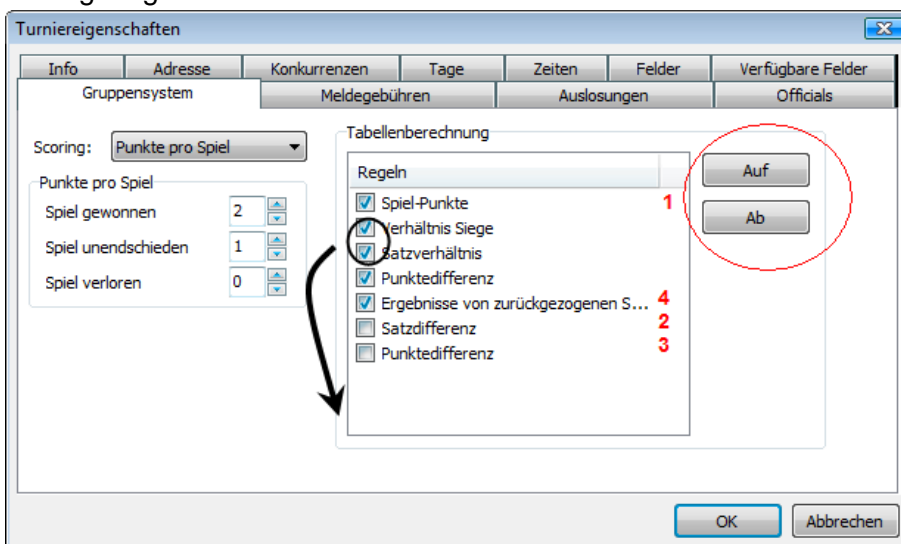 Turniereigenschaften
Info Adresse Konkurrenzen Tage Zeiten Felder Verfügbare Felder
Gruppensystem Meldegebühren Auslosungen Officials
Scoring: Punkte pro Spiel
Punkte pro Spiel
Spiel gewonnen 2
Spiel unendschieden 1
Spiel verloren 0
Tabellenberechnung
Regeln
Spiel-Punkte 1
Verhältnis Siege
Satzverhältnis
Punktedifferenz
Ergebnisse von zurückgezogenen S... 4
Satzdifferenz 2
Punktedifferenz 3
Auf
Ab
OK Abbrechen